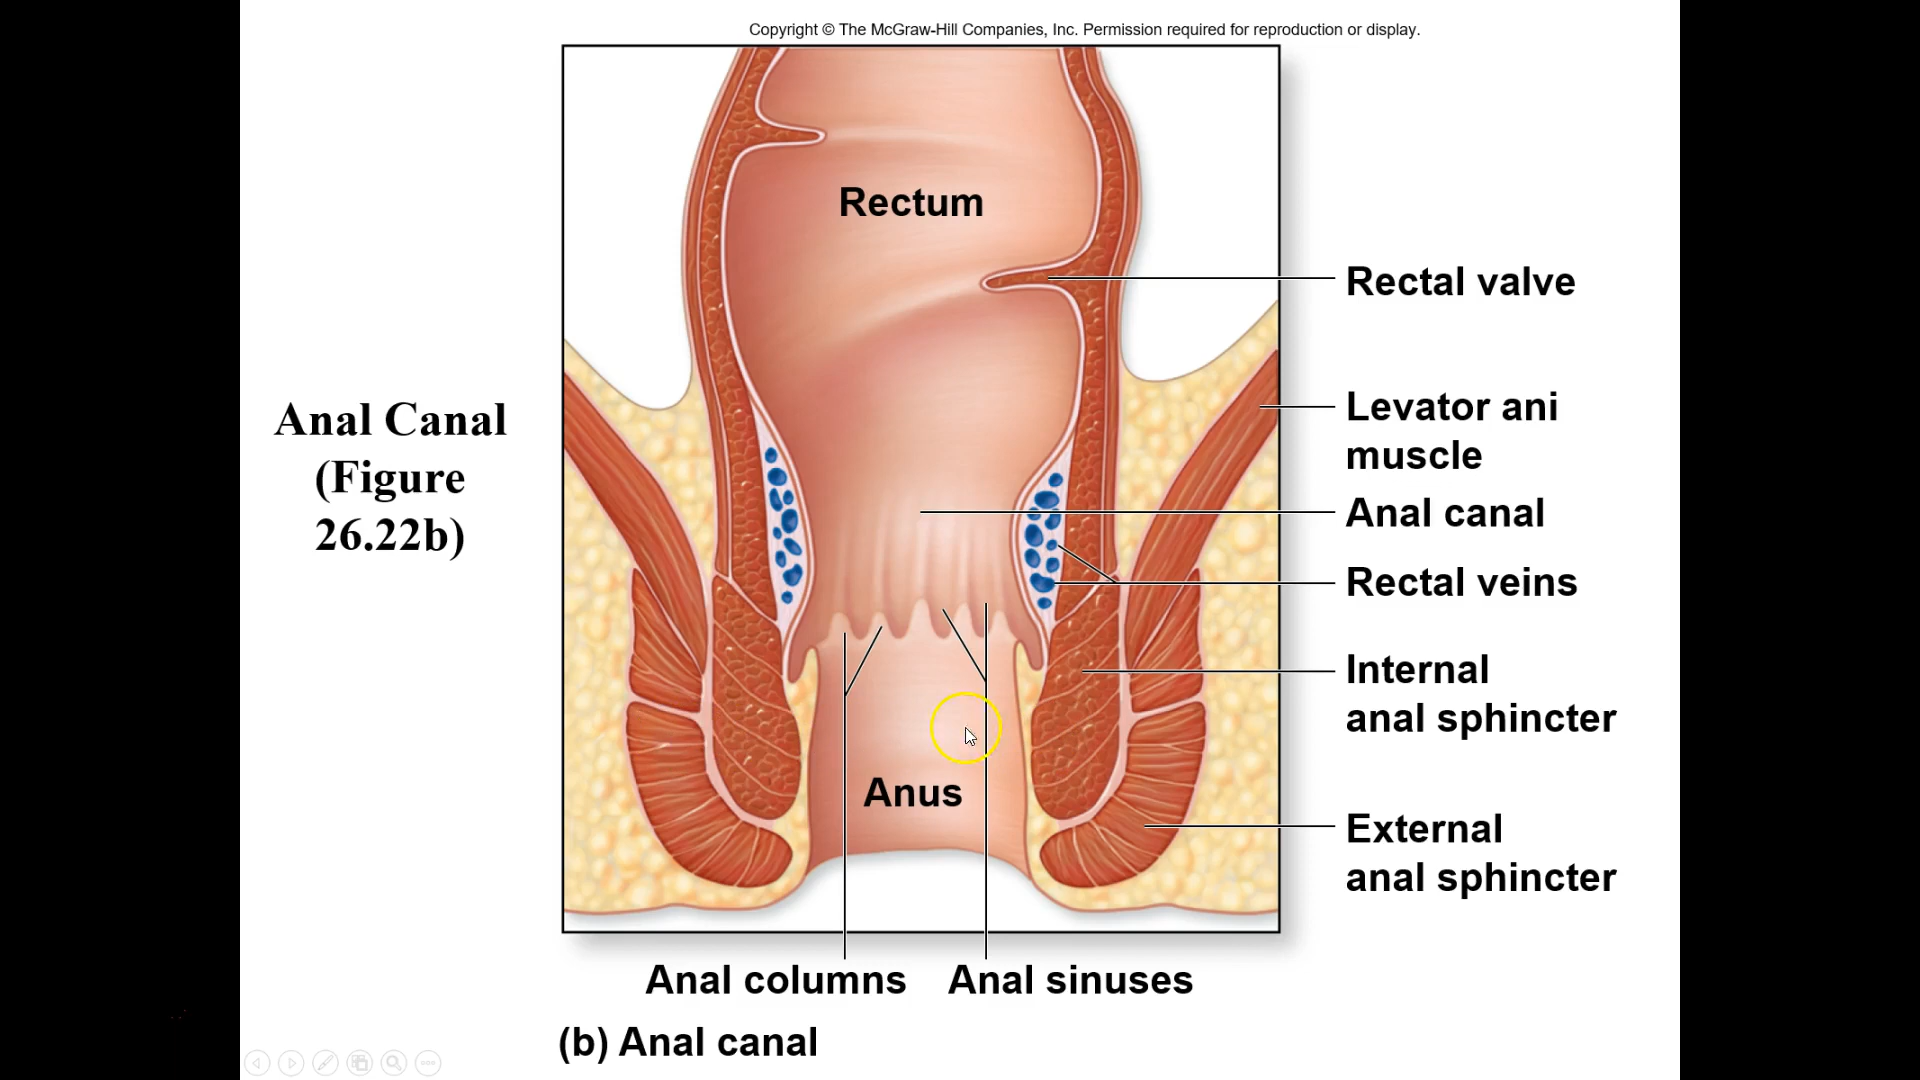 Copyright © The McGraw-Hill Companies, Inc. Permission required for reproduction or display.
Rectum
Rectal valve
Anal Canal
(Figure
26.22b)
Levator ani
muscle
Anal canal
Rectal veins
Internal
anal sphincter
Anus
External
anal sphincter
Anal columns
Anal sinuses
(b) Anal canal